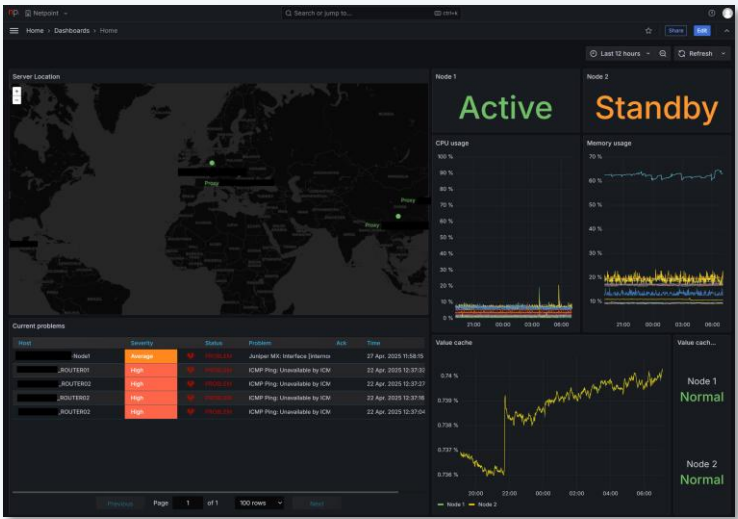 np. Netpoint
Search or jump to...
ctrl+k
Home › Dashboards › Home
Share
Edit
Last 12 hours
Refresh
Server Location
+
-
Proxy
Proxy
Proxy
Node 1
Active
Node 2
Standby
CPU usage
100 %
90 %
80 %
70 %
60 %
50 %
40 %
30 %
20 %
10 %
0 %
21:00 00:00 03:00 06:00
Memory usage
70 %
60 %
50 %
40 %
30 %
20 %
10 %
21:00 00:00 03:00 06:00
Current problems
Host Severity Status Problem Ack Time
-Node1 Average PROBLEM Juniper MX: Interface [internor 27 Apr. 2025 11:58:15
_ROUTER01 High PROBLEM ICMP Ping: Unavailable by ICM 22 Apr. 2025 12:37:33
_ROUTER02 High PROBLEM ICMP Ping: Unavailable by ICM 22 Apr. 2025 12:37:27
_ROUTER02 High PROBLEM ICMP Ping: Unavailable by ICM 22 Apr. 2025 12:37:16
_ROUTER02 High PROBLEM ICMP Ping: Unavailable by ICM 22 Apr. 2025 12:37:04
Previous Page 1 of 1 100 rows Next
Value cache
0.74 %
0.739 %
0.738 %
0.737 %
0.736 %
20:00 22:00 00:00 02:00 04:00 06:00
Node 1 Node 2
Value cach...
Node 1
Normal
Node 2
Normal